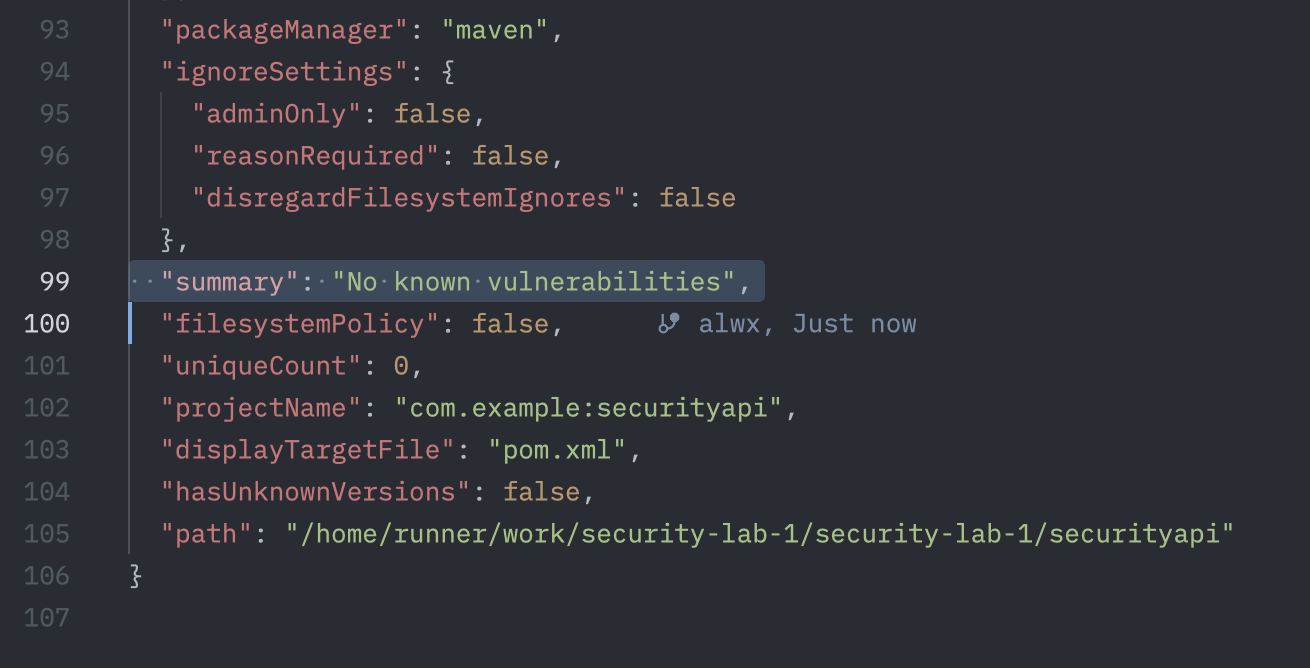 93 "packageManager": "maven",
94 "ignoreSettings": {
95 "adminOnly": false,
96 "reasonRequired": false,
97 "disregardFilesystemIgnores": false
98 },
99 "summary": "No known vulnerabilities",
100 "filesystemPolicy": false, alwx, Just now
101 "uniqueCount": 0,
102 "projectName": "com.example:securityapi",
103 "displayTargetFile": "pom.xml",
104 "hasUnknownVersions": false,
105 "path": "/home/runner/work/security-lab-1/security-lab-1/securityapi"
106 }
107